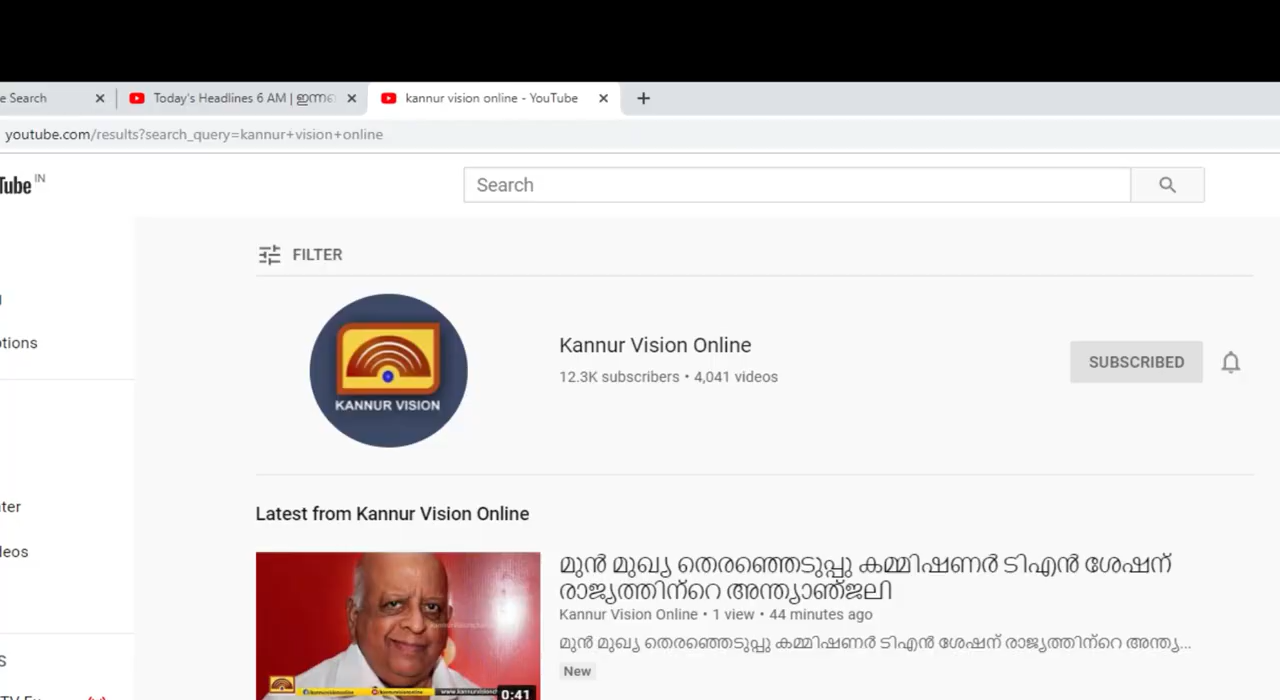 e Search
Today's Headlines 6 AM | ഇന്നത
kannur vision online - YouTube
youtube.com/results?search_query=kannur+vision+online
Tube IN
Search
FILTER
KANNUR VISION
Kannur Vision Online
12.3K subscribers • 4,041 videos
SUBSCRIBED
otions
Latest from Kannur Vision Online
മുൻ മുഖ്യ തെരഞ്ഞെടുപ്പു കമ്മിഷണർ ടിഎൻ ശേഷന്
രാജ്യത്തിന്റെ അന്ത്യാഞ്ജലി
Kannur Vision Online • 1 view • 44 minutes ago
മുൻ മുഖ്യ തെരഞ്ഞെടുപ്പു കമ്മിഷണർ ടിഎൻ ശേഷന് രാജ്യത്തിന്റെ അന്ത്യ...
New
0:41
ter
leos
S